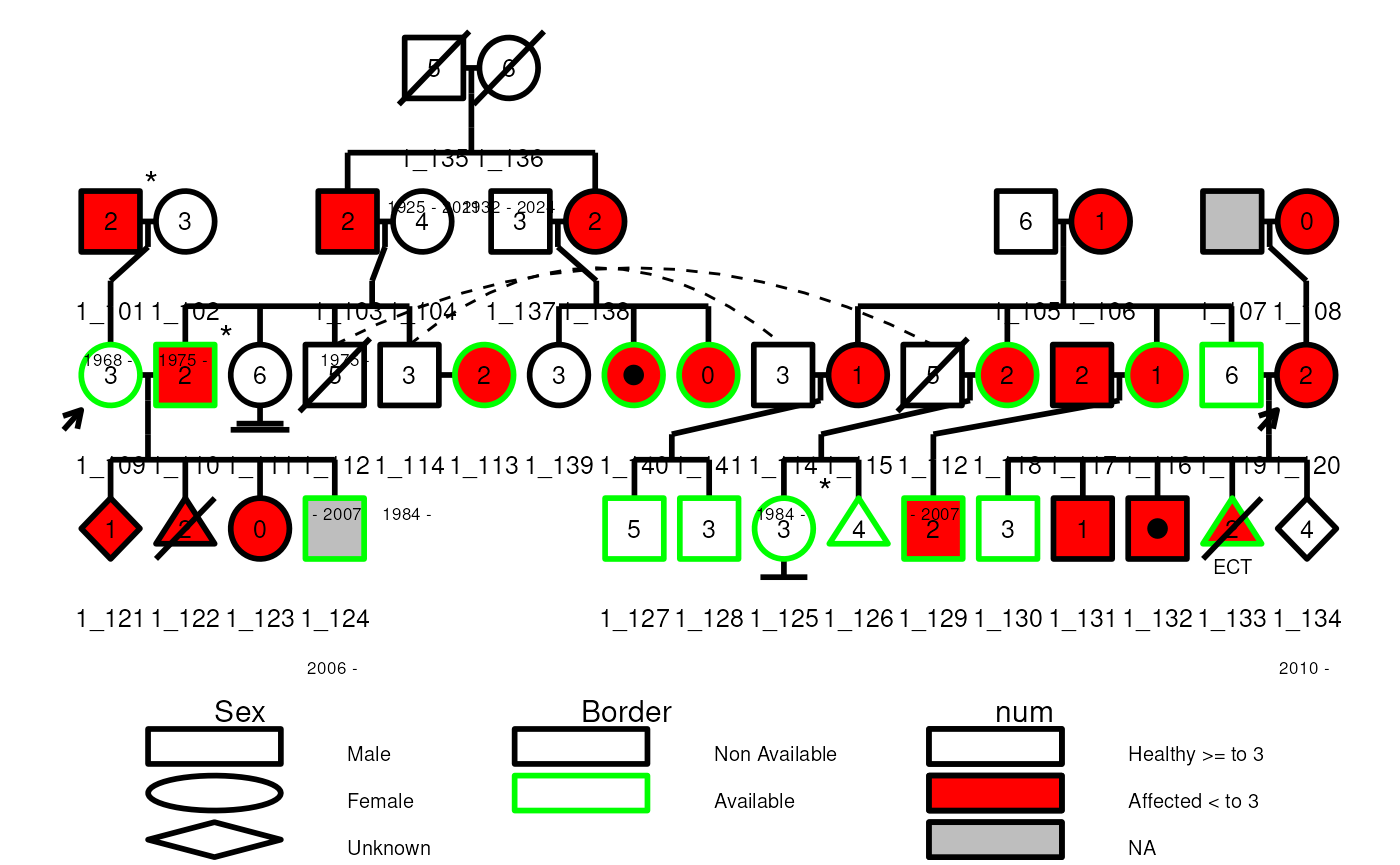 5 6
1_135 1_136
*
1925 - 2021 1932 - 2024
2 3 2 4 3 2 6 1 0
1_101 1_102 1_103 1_104 1_137 1_138 1_105 1_106 1_107 1_108
*
1968 - 1975 - 1975 -
3 2 6 5 3 2 3 0 3 1 5 2 2 1 6 2
1_109 1_110 1_111 1_112 1_114 1_113 1_139 1_140 1_141 1_114 1_115 1_112 1_118 1_117 1_116 1_119 1_120
*
- 2007 1984 - 1984 - - 2007
1 2 0 5 3 3 4 2 3 1 2 4
ECT
1_121 1_122 1_123 1_124 1_127 1_128 1_125 1_126 1_129 1_130 1_131 1_132 1_133 1_134
2006 - 2010 -
Sex Border num
Male Non Available Healthy >= to 3
Female Available Affected < to 3
Unknown NA